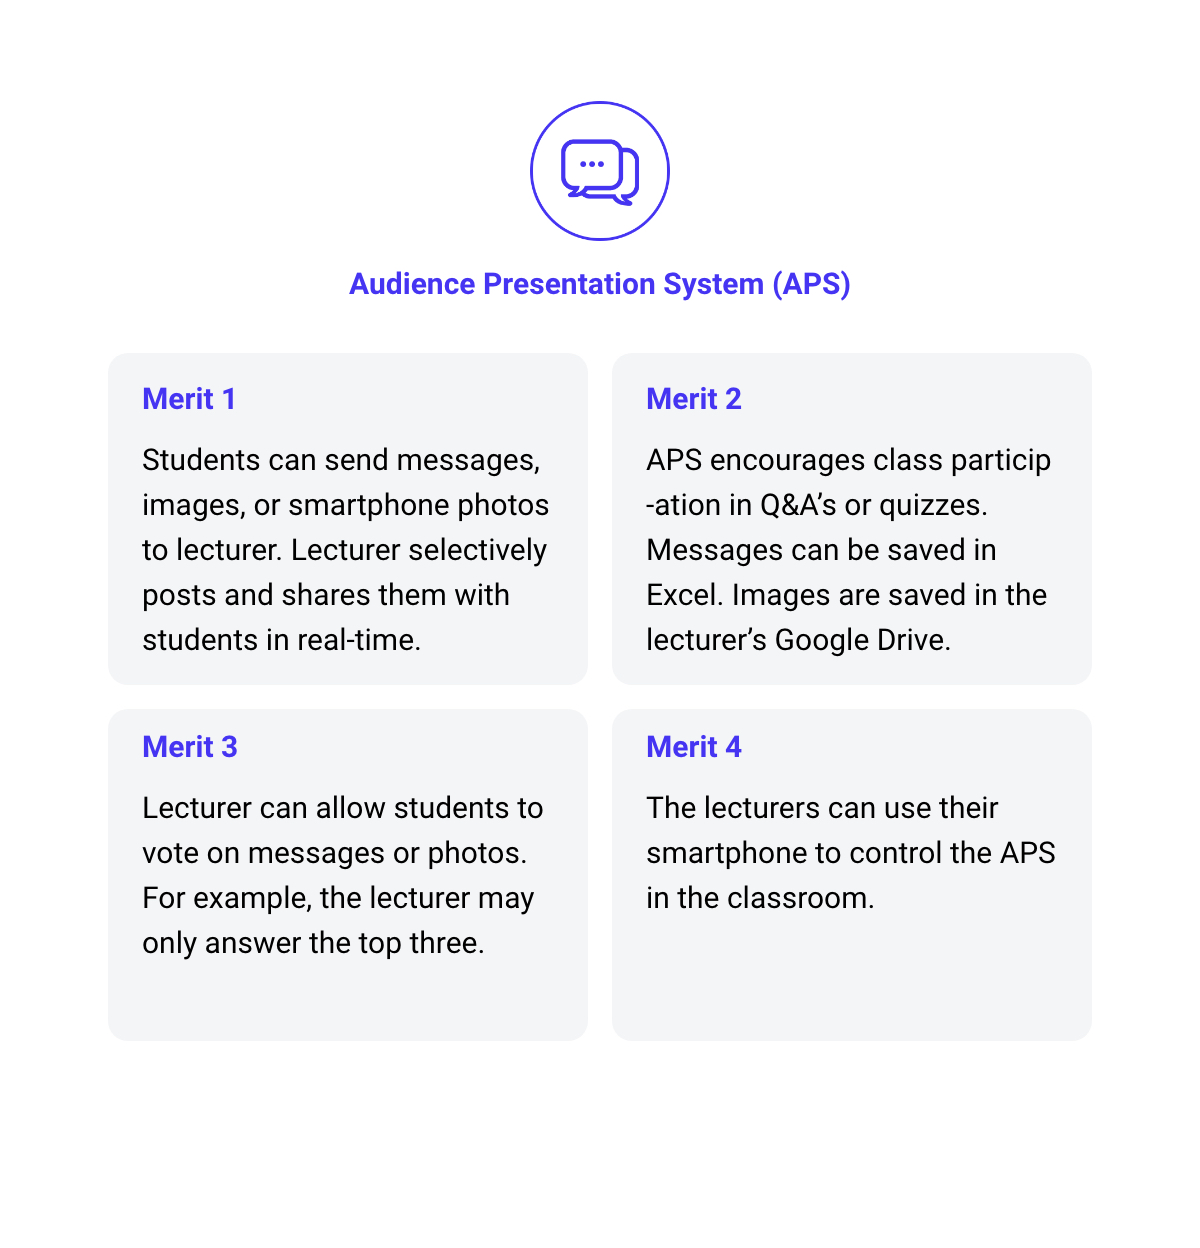 Audience Presentation System (APS)
Merit 1
Students can send messages,
images, or smartphone photos
to lecturer. Lecturer selectively
posts and shares them with
students in real-time.
Merit 2
APS encourages class particip
-ation in Q&A’s or quizzes.
Messages can be saved in
Excel. Images are saved in the
lecturer’s Google Drive.
Merit 3
Lecturer can allow students to
vote on messages or photos.
For example, the lecturer may
only answer the top three.
Merit 4
The lecturers can use their
smartphone to control the APS
in the classroom.